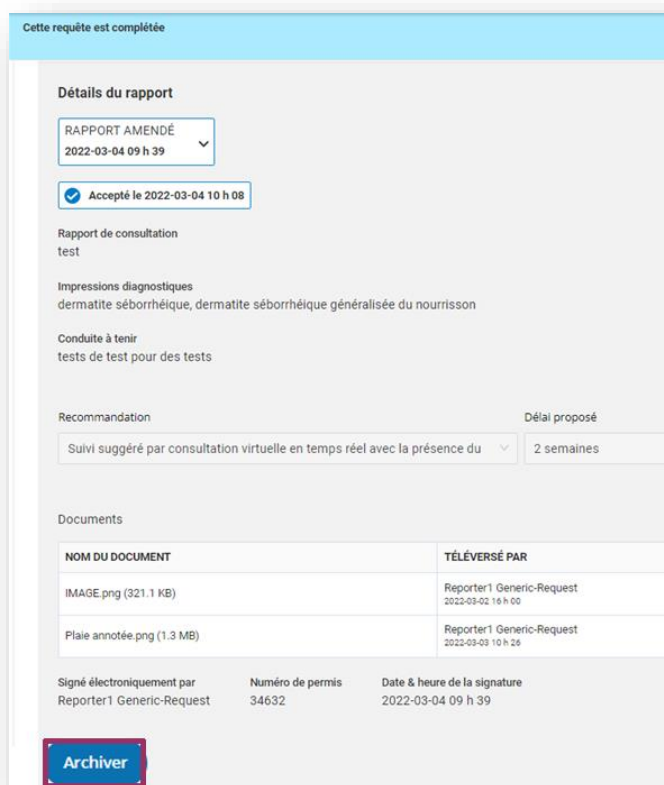 Cette requête est complétée
Détails du rapport
RAPPORT AMENDÉ
2022-03-04 09 h 39
Accepté le 2022-03-04 10 h 08
Rapport de consultation
test
Impressions diagnostiques
dermatite séborrhéique, dermatite séborrhéique généralisée du nourrisson
Conduite à tenir
tests de test pour des tests
Recommandation Délai proposé
Suivi suggéré par consultation virtuelle en temps réel avec la présence du 2 semaines
Documents
NOM DU DOCUMENT TÉLÉVERSÉ PAR
IMAGE.png (321.1 KB) Reporter1 Generic-Request
2022-03-02 16 h 00
Plaie annotée.png (1.3 MB) Reporter1 Generic-Request
2022-03-03 10 h 26
Signé électroniquement par Numéro de permis Date & heure de la signature
Reporter1 Generic-Request 34632 2022-03-04 09 h 39
Archiver